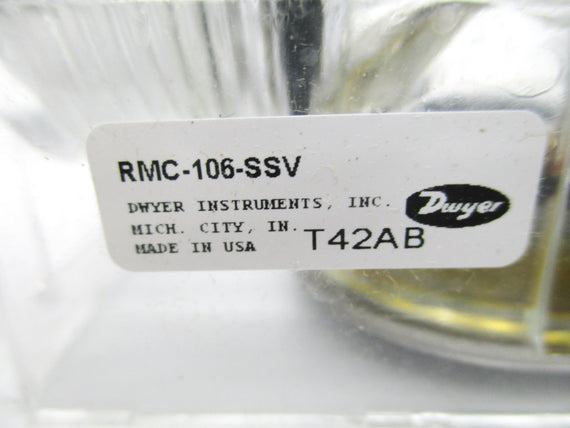 RMC-106-SSV
DWYER INSTRUMENTS, INC.
Dwyer
MICH. CITY, IN.
MADE IN USA
T42AB